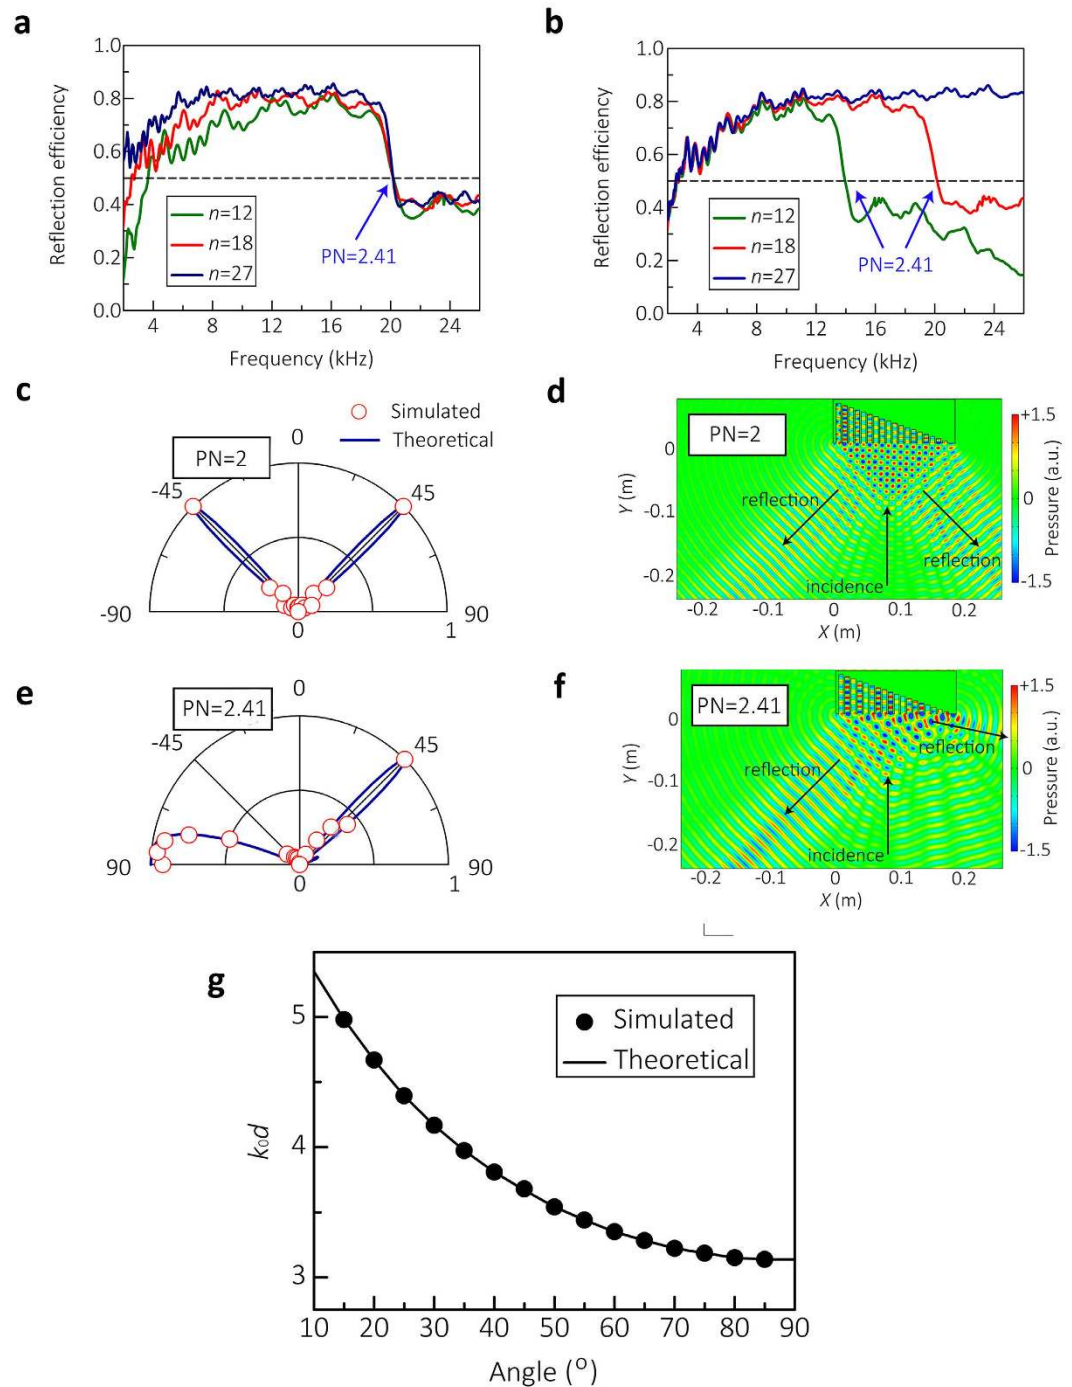 a
1.0
0.8
0.6
0.4
0.2
0.0
Reflection efficiency
n=12
n=18
n=27
PN=2.41
4 8 12 16 20 24
Frequency (kHz)
b
1.0
0.8
0.6
0.4
0.2
0.0
Reflection efficiency
n=12
n=18
n=27
PN=2.41
4 8 12 16 20 24
Frequency (kHz)
c
Simulated
Theoretical
PN=2
0
-45 45
-90 90
0 1
d
PN=2
0
-0.1
-0.2
Y (m)
reflection
reflection
incidence
-0.2 -0.1 0 0.1 0.2
X (m)
+1.5
0
-1.5
Pressure (a.u.)
e
PN=2.41
0
-45 45
90 90
0 1
f
PN=2.41
0
-0.1
-0.2
Y (m)
reflection
reflection
incidence
-0.2 -0.1 0 0.1 0.2
X (m)
+1.5
0
-1.5
Pressure (a.u.)
g
Simulated
Theoretical
5
4
3
k₀d
10 20 30 40 50 60 70 80 90
Angle (°)